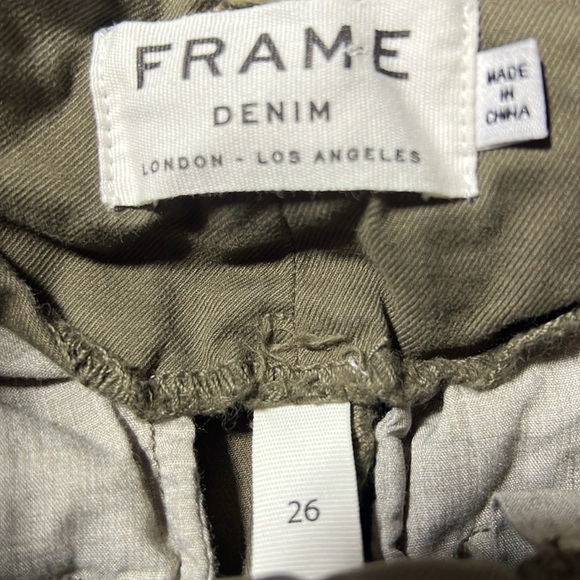 FRAME
DENIM
LONDON - LOS ANGELES
MADE
IN
CHINA
26